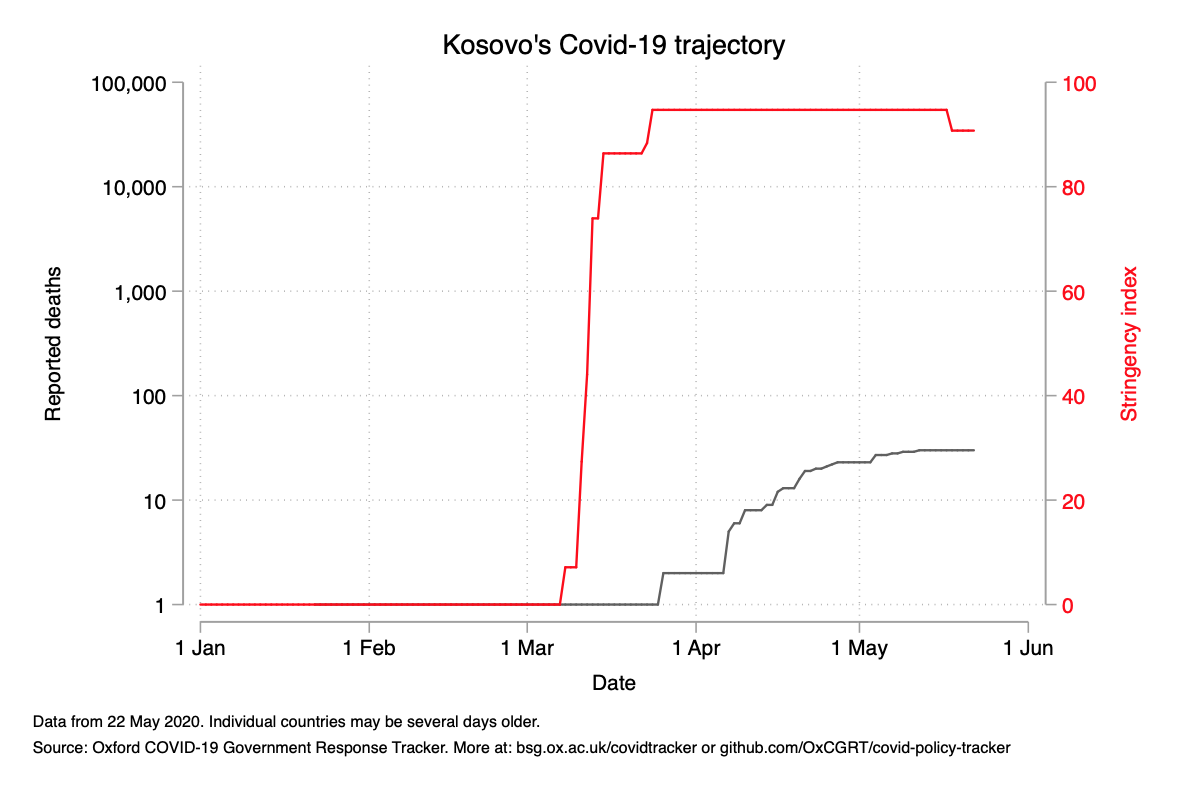 Kosovo's Covid-19 trajectory
100,000
10,000
1,000
100
10
1
Reported deaths
100
80
60
40
20
0
Stringency index
1 Jan 1 Feb 1 Mar 1 Apr 1 May 1 Jun
Date
Data from 22 May 2020. Individual countries may be several days older.
Source: Oxford COVID-19 Government Response Tracker. More at: bsg.ox.ac.uk/covidtracker or github.com/OxCGRT/covid-policy-tracker